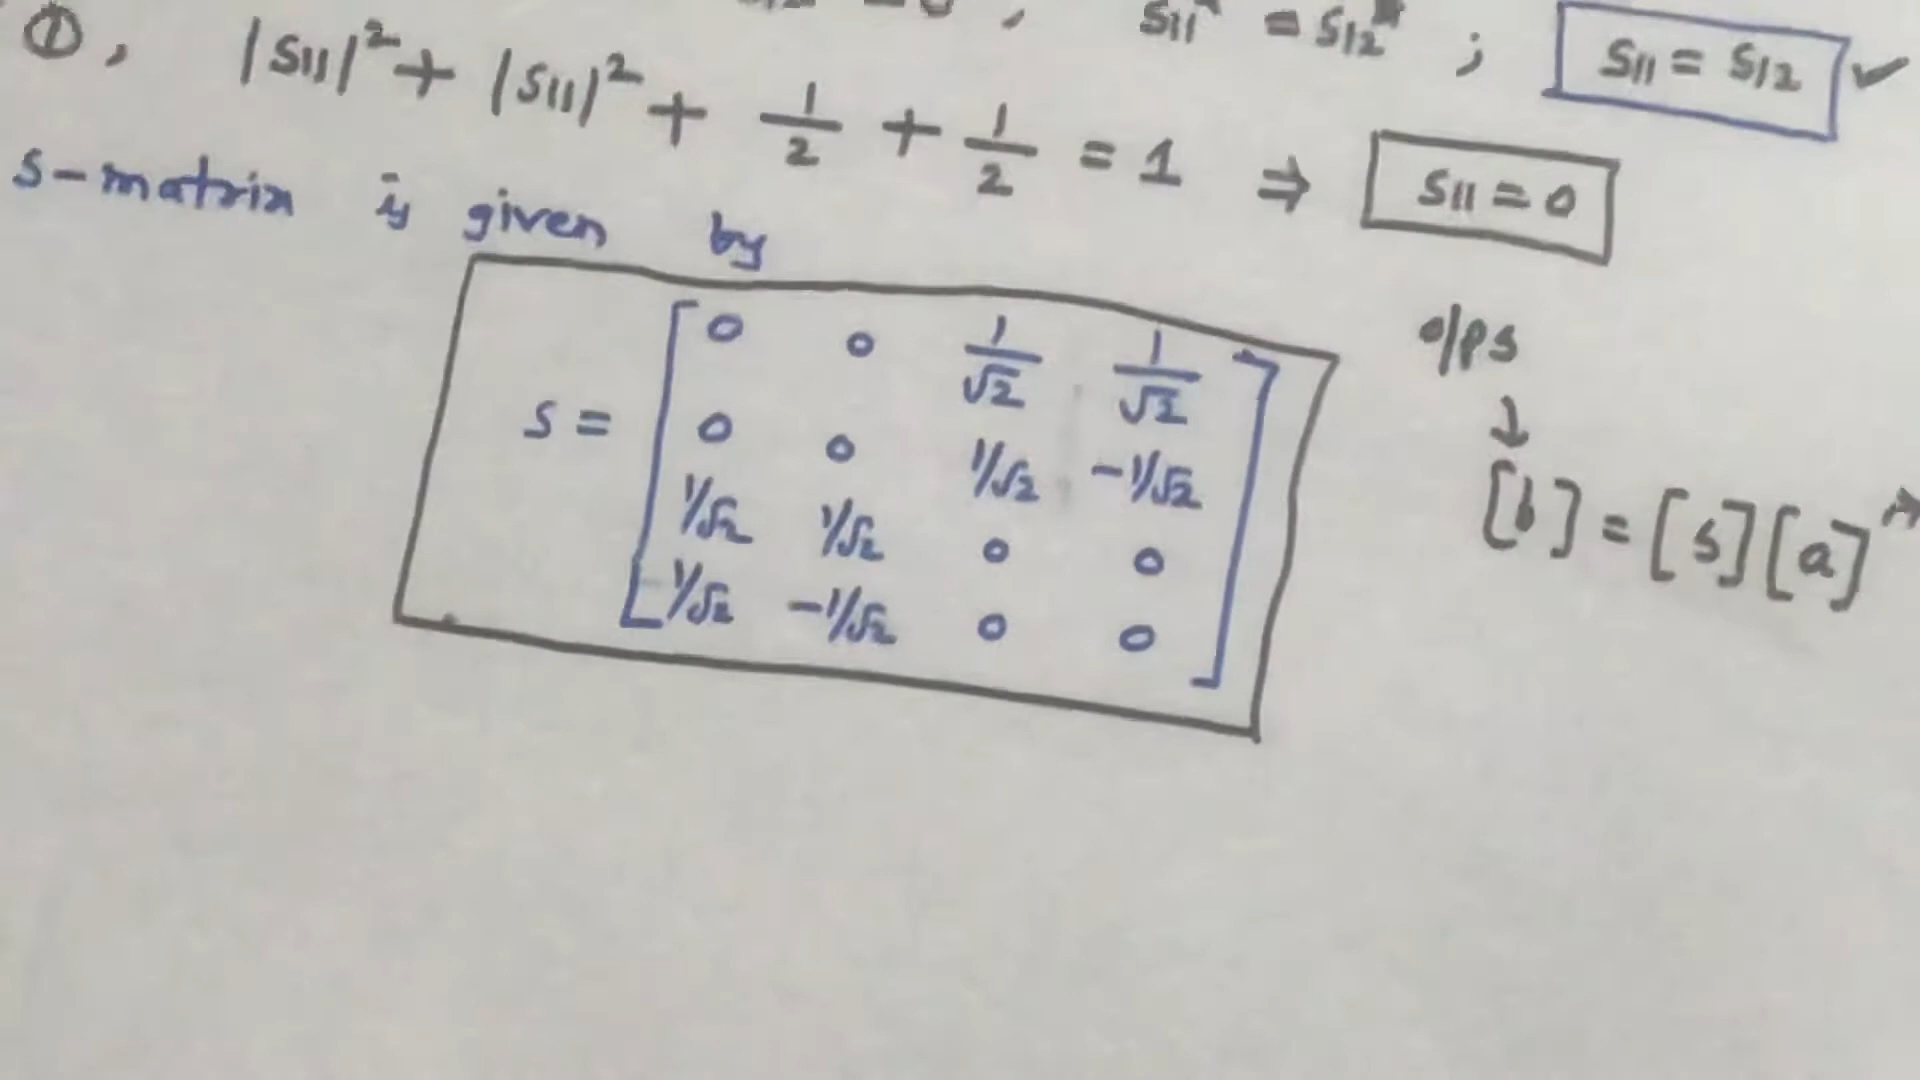 = 0 , S11* = S12* ; S11 = S12 ✓
①, |S11|² + |S11|² + 1/2 + 1/2 = 1 ⇒ S11 = 0
S-matrix is given by
o/ps
↓
S = [ 0 0 1/√2 1/√2
0 0 1/√2 -1/√2
1/√2 1/√2 0 0
1/√2 -1/√2 0 0 ]
[b] = [s][a]